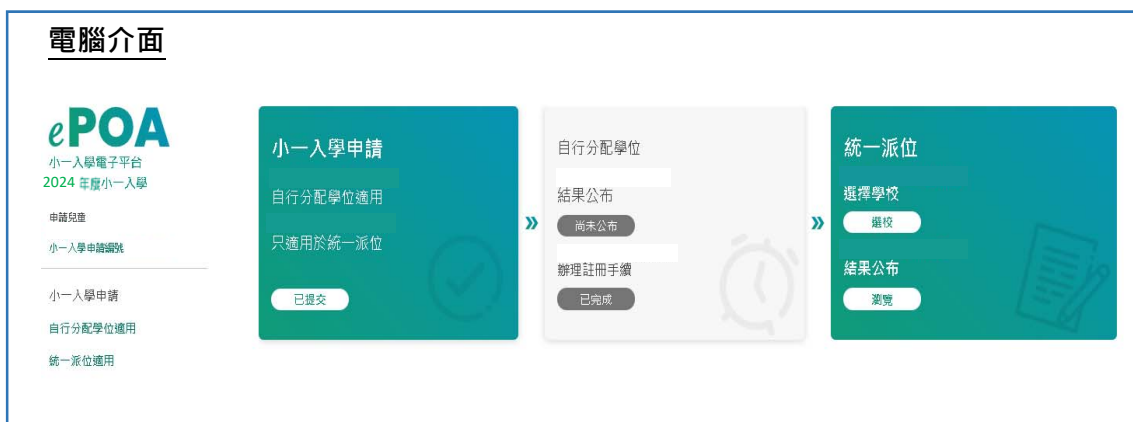 電腦介面
ePOA
小一入學電子平台
2024 年度小一入學
申請兒童
小一入學申請編號
小一入學申請
自行分配學位適用
統一派位適用
小一入學申請
自行分配學位適用
只適用於統一派位
已提交
»
自行分配學位
結果公布
尚未公布
辦理註冊手續
已完成
»
統一派位
選擇學校
選校
結果公布
瀏覽